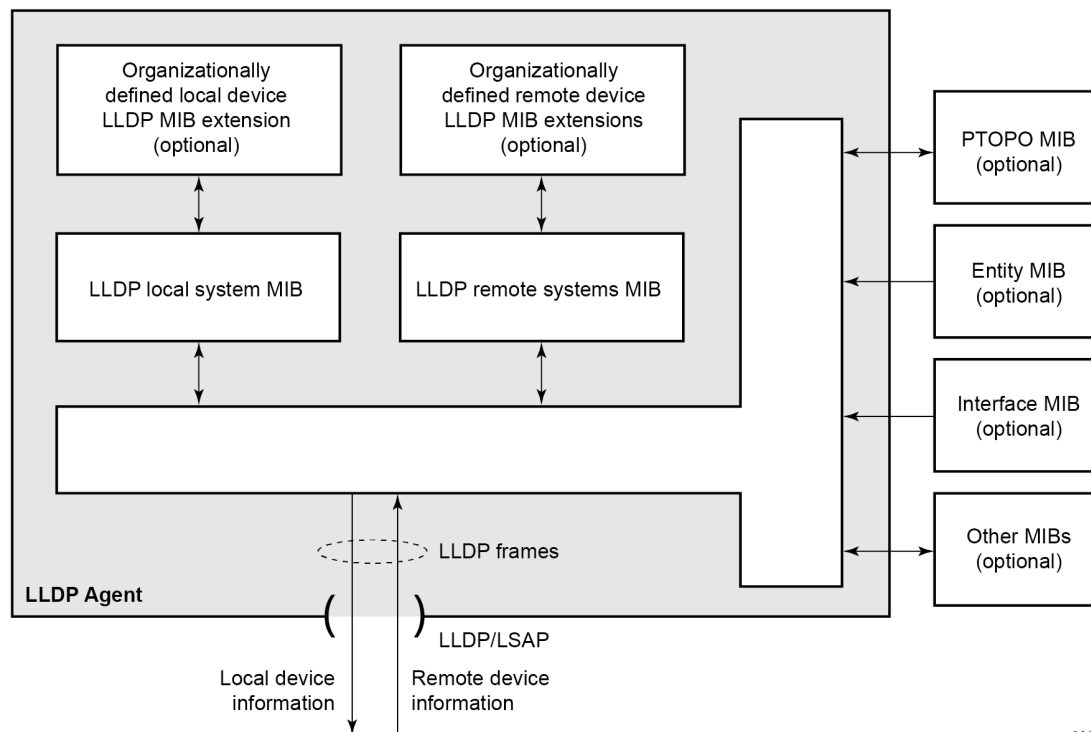 Organizationally
defined local device
LLDP MIB extension
(optional)
Organizationally
defined remote device
LLDP MIB extensions
(optional)
PTOPO MIB
(optional)
LLDP local system MIB
LLDP remote systems MIB
Entity MIB
(optional)
Interface MIB
(optional)
Other MIBs
(optional)
LLDP frames
LLDP Agent
LLDP/LSAP
Local device
information
Remote device
information